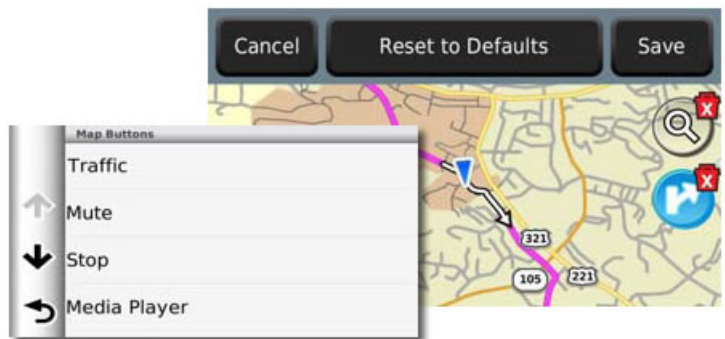 Cancel
Reset to Defaults
Save
X
X
321
105
221
Map Buttons
Traffic
Mute
Stop
Media Player